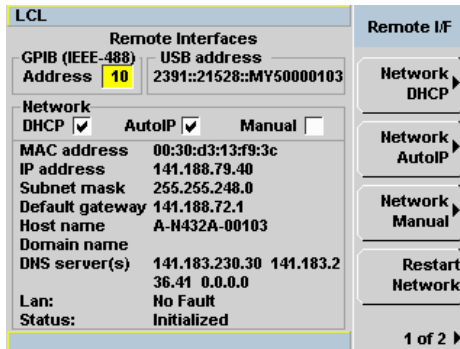 LCL
Remote Interfaces
GPIB (IEEE-488)
Address 10
USB address
2391::21528::MY50000103
Network
DHCP AutoIP Manual
MAC address 00:30:d3:13:f9:3c
IP address 141.188.79.40
Subnet mask 255.255.248.0
Default gateway 141.188.72.1
Host name A-N432A-00103
Domain name
DNS server(s) 141.183.230.30 141.183.2
36.41 0.0.0.0
Lan: No Fault
Status: Initialized
Remote I/F
Network
DHCP
Network
AutoIP
Network
Manual
Restart
Network
1 of 2